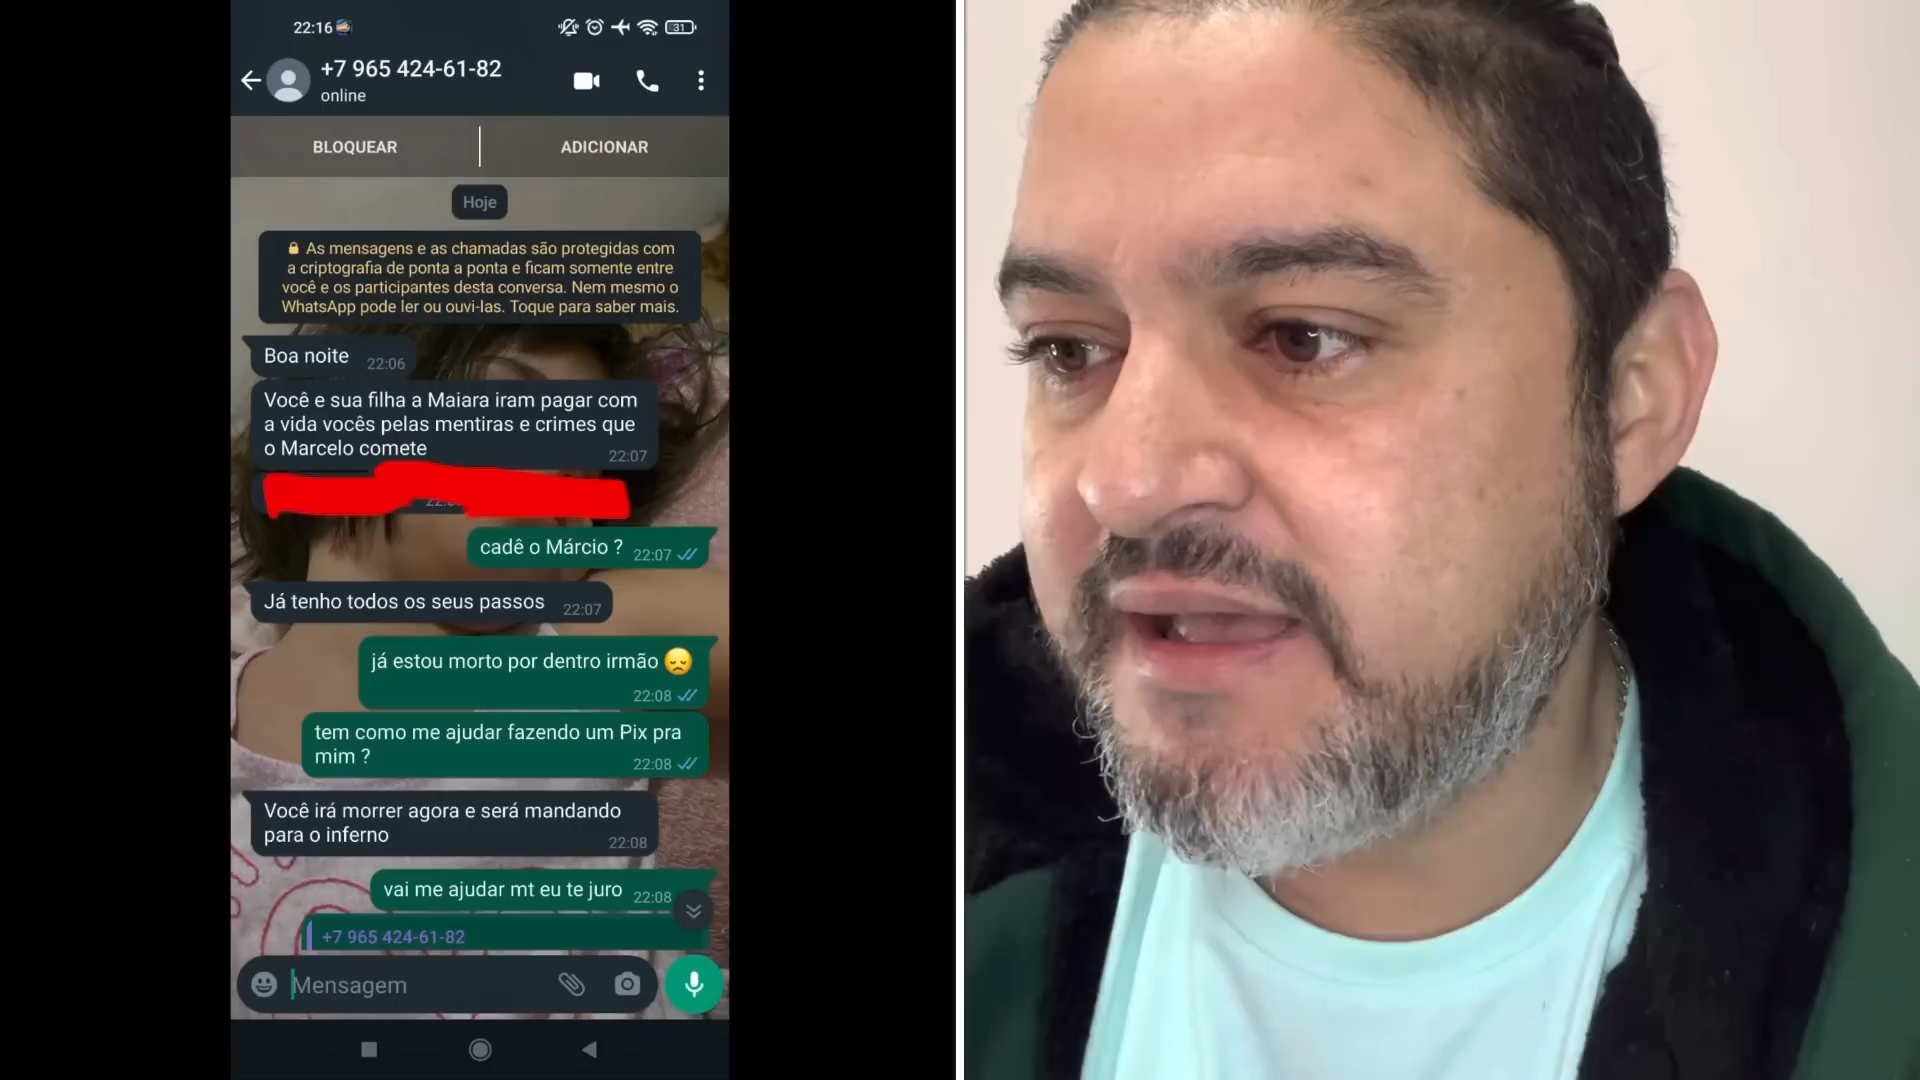 22:16
31
+7 965 424-61-82
online
BLOQUEAR
ADICIONAR
Hoje
As mensagens e as chamadas são protegidas com
a criptografia de ponta a ponta e ficam somente entre
você e os participantes desta conversa. Nem mesmo o
WhatsApp pode ler ou ouvi-las. Toque para saber mais.
Boa noite 22:06
Você e sua filha a Maiara iram pagar com
a vida vocês pelas mentiras e crimes que
o Marcelo comete 22:07
cadê o Márcio ? 22:07
Já tenho todos os seus passos 22:07
já estou morto por dentro irmão 😞
22:08
tem como me ajudar fazendo um Pix pra
mim ? 22:08
Você irá morrer agora e será mandando
para o inferno 22:08
vai me ajudar mt eu te juro 22:08
+7 965 424-61-82
Mensagem